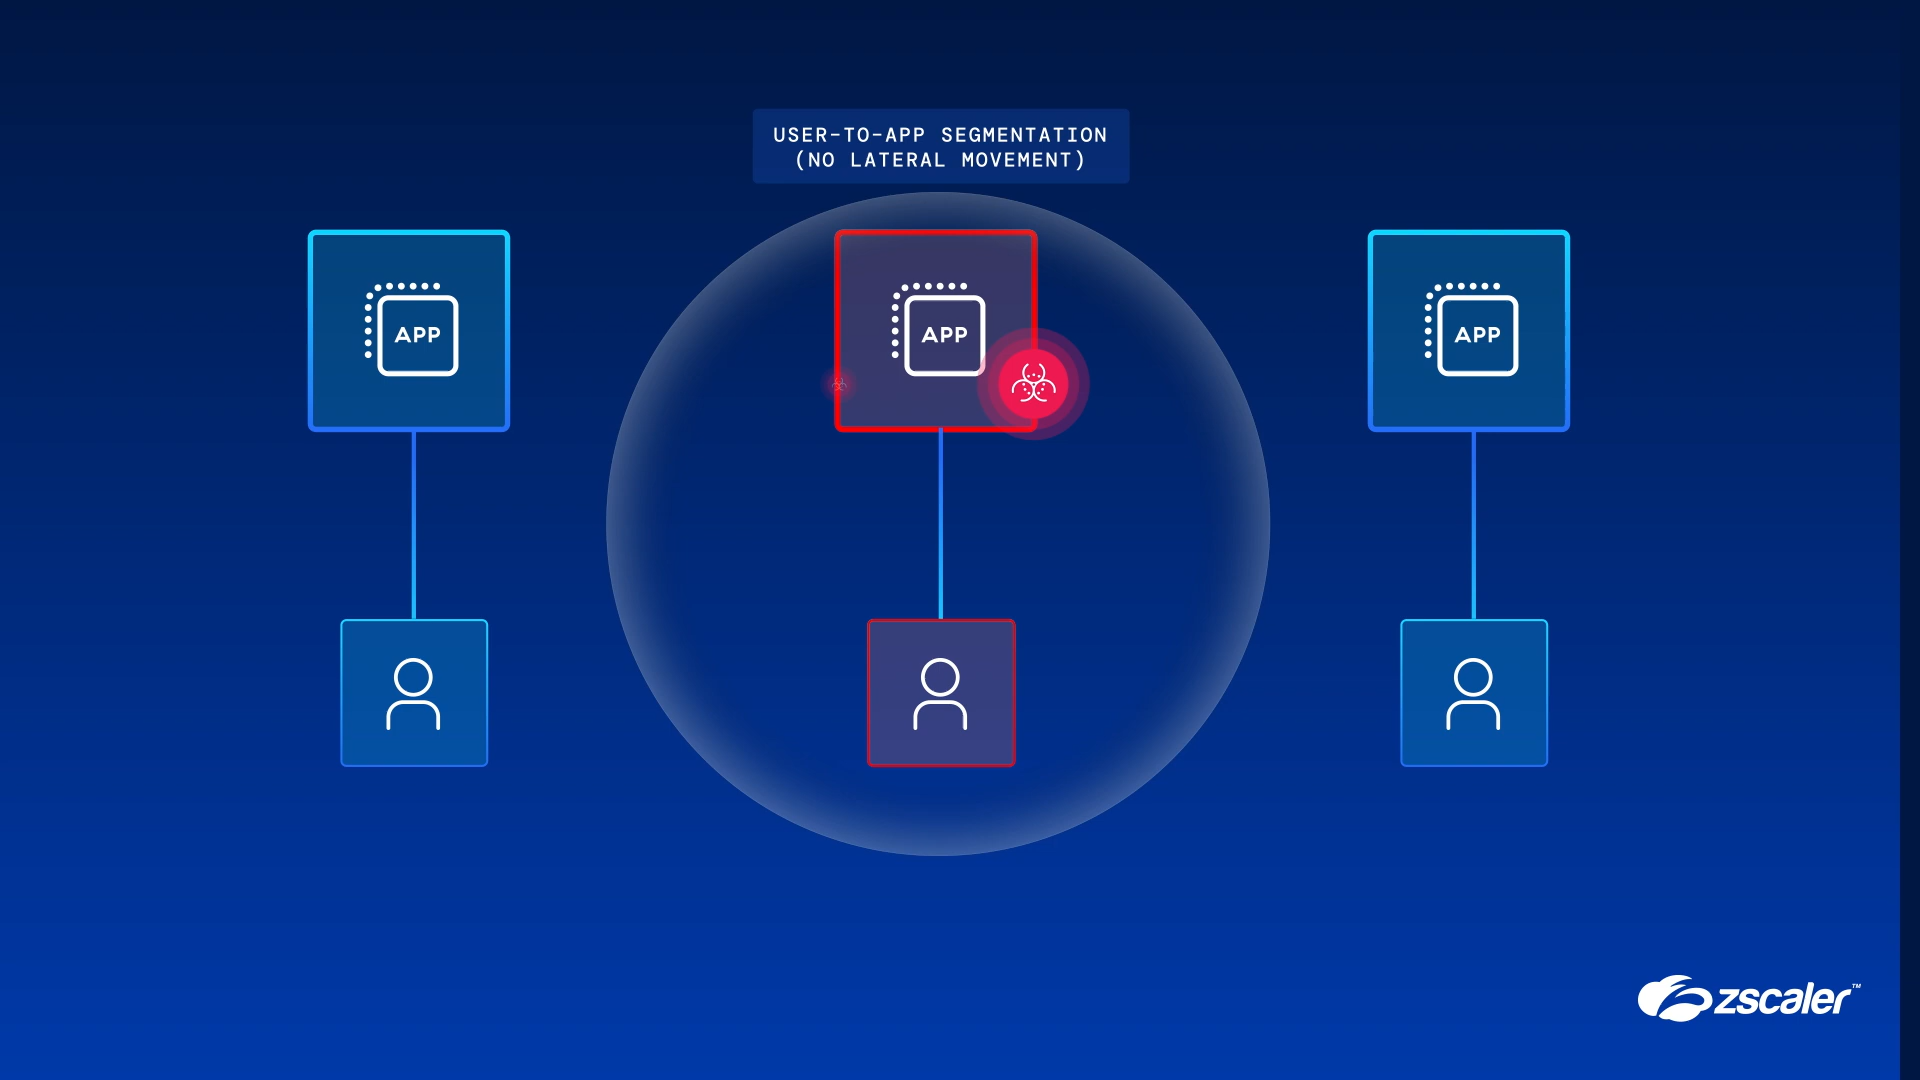 USER-TO-APP SEGMENTATION
(NO LATERAL MOVEMENT)
APP
APP
APP
zscaler™